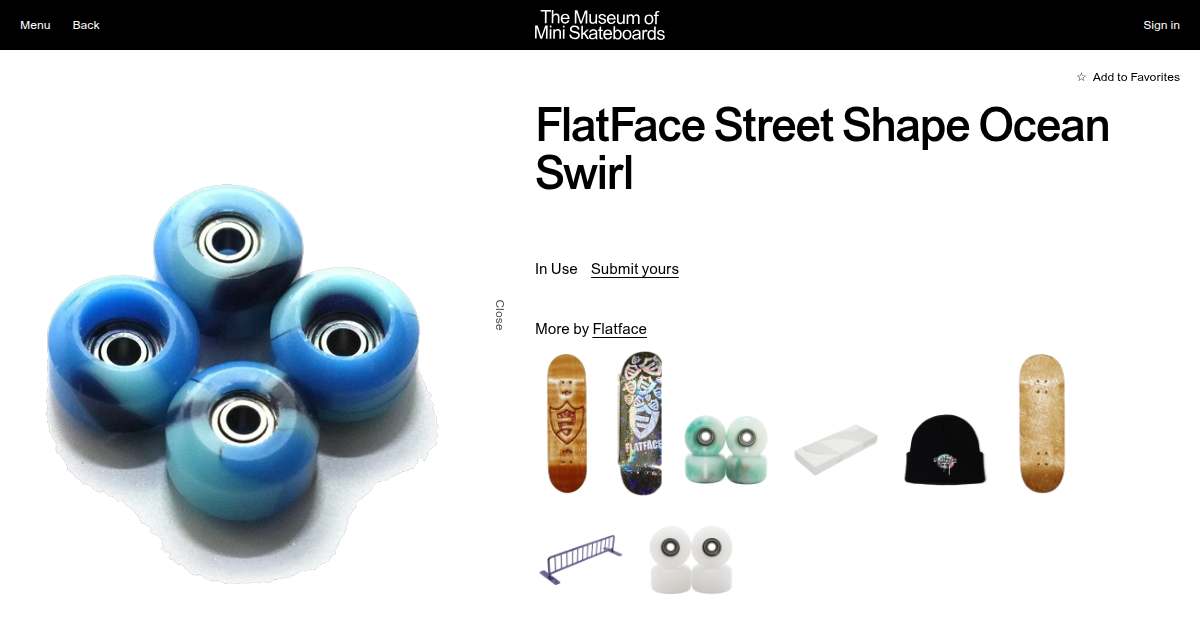 Menu
Back
The Museum of
Mini Skateboards
Sign in
☆ Add to Favorites
FlatFace Street Shape Ocean
Swirl
In Use Submit yours
Close
More by Flatface
FLATFACE